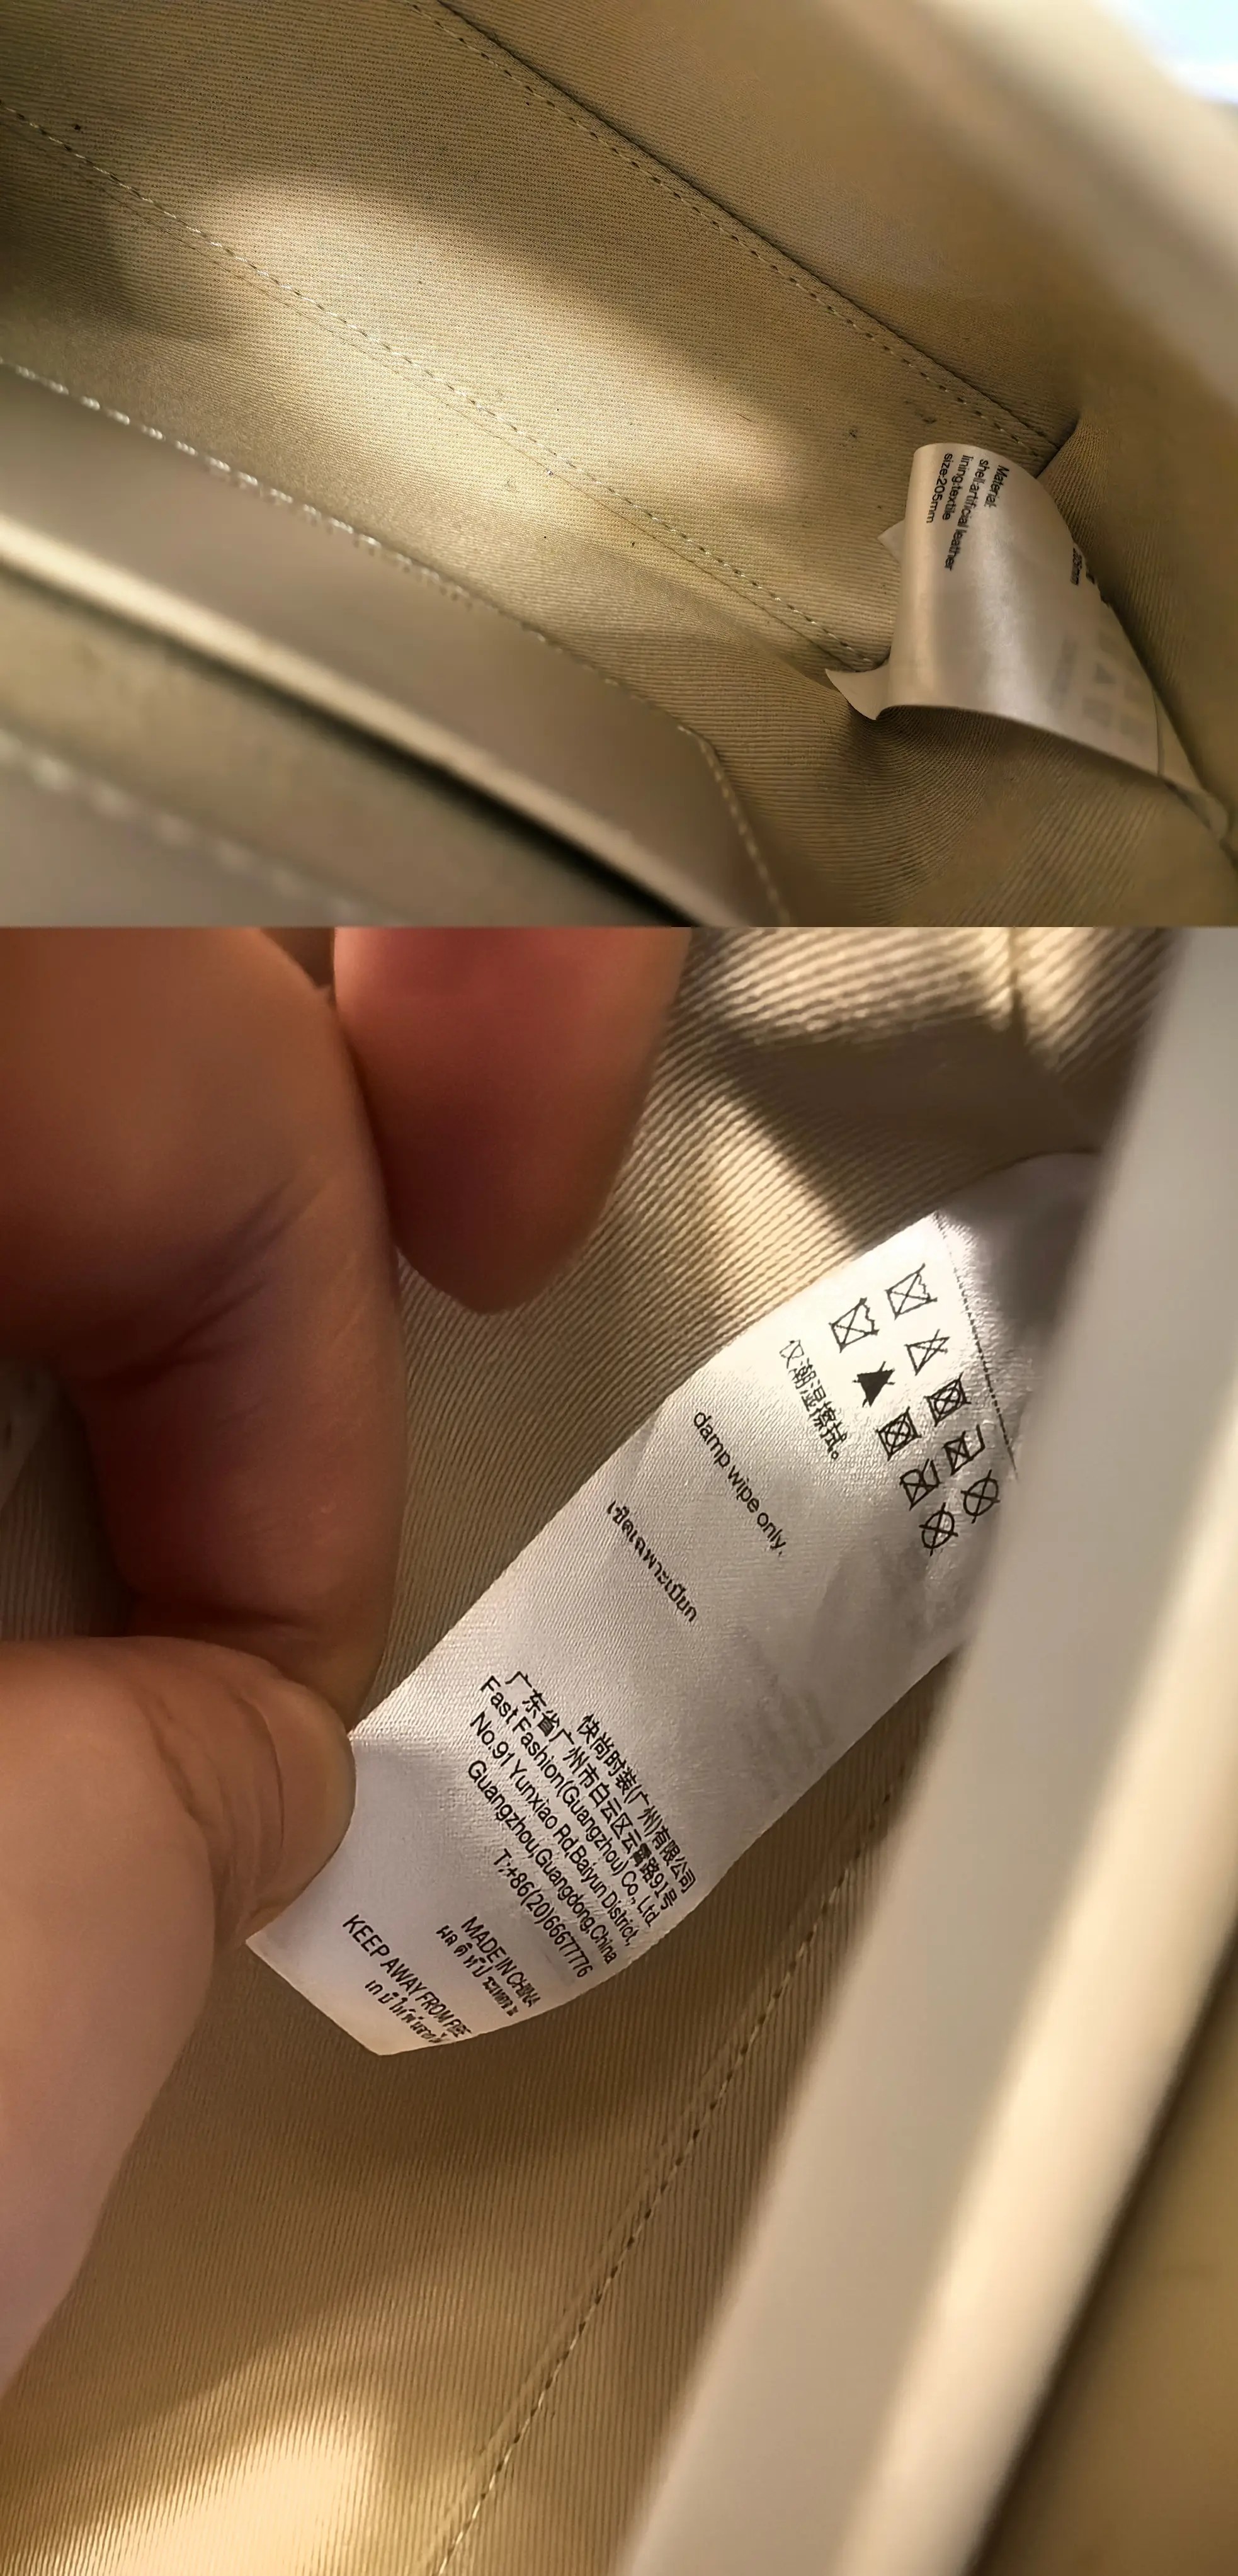 Material:
shell:artificial leather
lining:textile
size:205mm
仅潮湿擦拭。
damp wipe only.
เช็ดเฉพาะเปียก
快尚时装(广州)有限公司
广东省广州市白云区云霄路91号
Fast Fashion(Guangzhou) Co., Ltd.
No.91 Yunxiao Rd,Baiyun District,
Guangzhou,Guangdong,China
T:+86(20)66677776
MADE IN CHINA
KEEP AWAY FROM FIRE